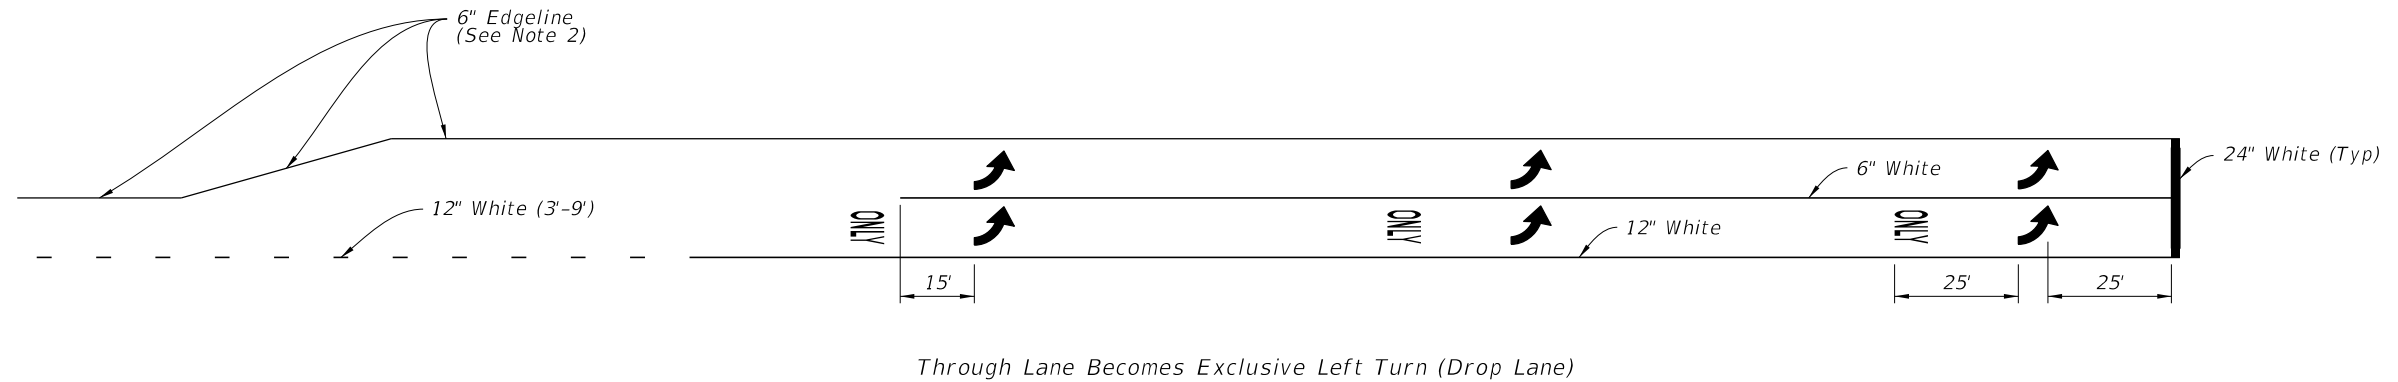 6" Edgeline
(See Note 2)
24" White (Typ)
6" White
12" White (3'-9')
ONLY
ONLY
ONLY
12" White
15'
25'
25'
Through Lane Becomes Exclusive Left Turn (Drop Lane)